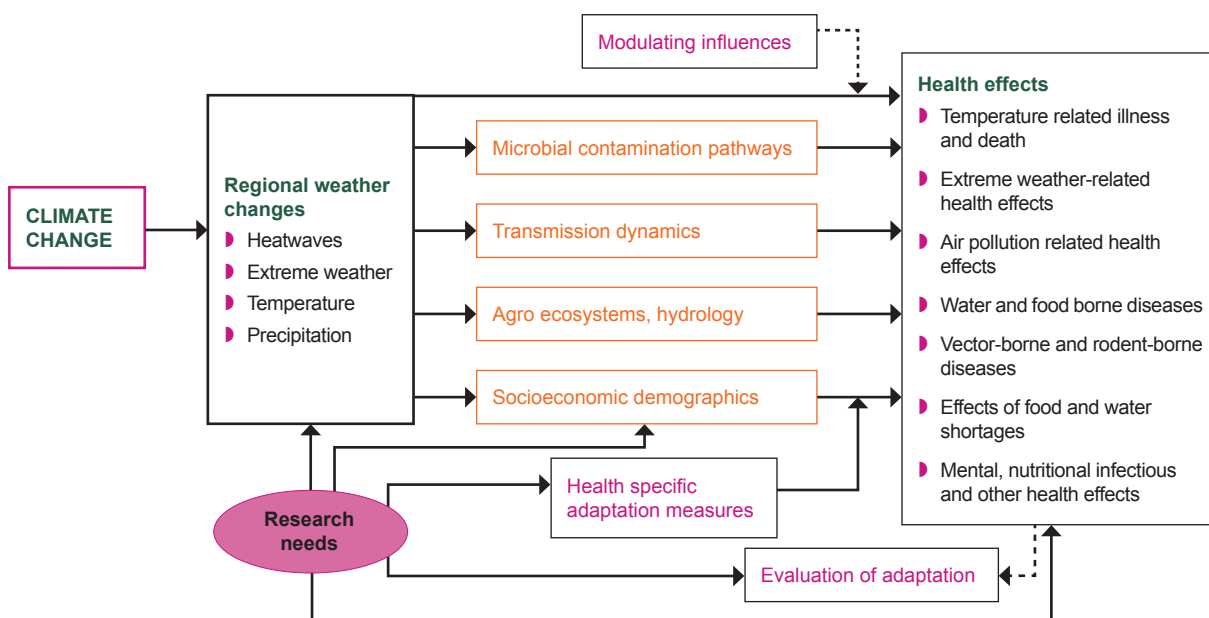 Modulating influences
CLIMATE
CHANGE
Regional weather
changes
Heatwaves
Extreme weather
Temperature
Precipitation
Microbial contamination pathways
Transmission dynamics
Agro ecosystems, hydrology
Socioeconomic demographics
Health effects
Temperature related illness
and death
Extreme weather-related
health effects
Air pollution related health
effects
Water and food borne diseases
Vector-borne and rodent-borne
diseases
Effects of food and water
shortages
Mental, nutritional infectious
and other health effects
Research
needs
Health specific
adaptation measures
Evaluation of adaptation